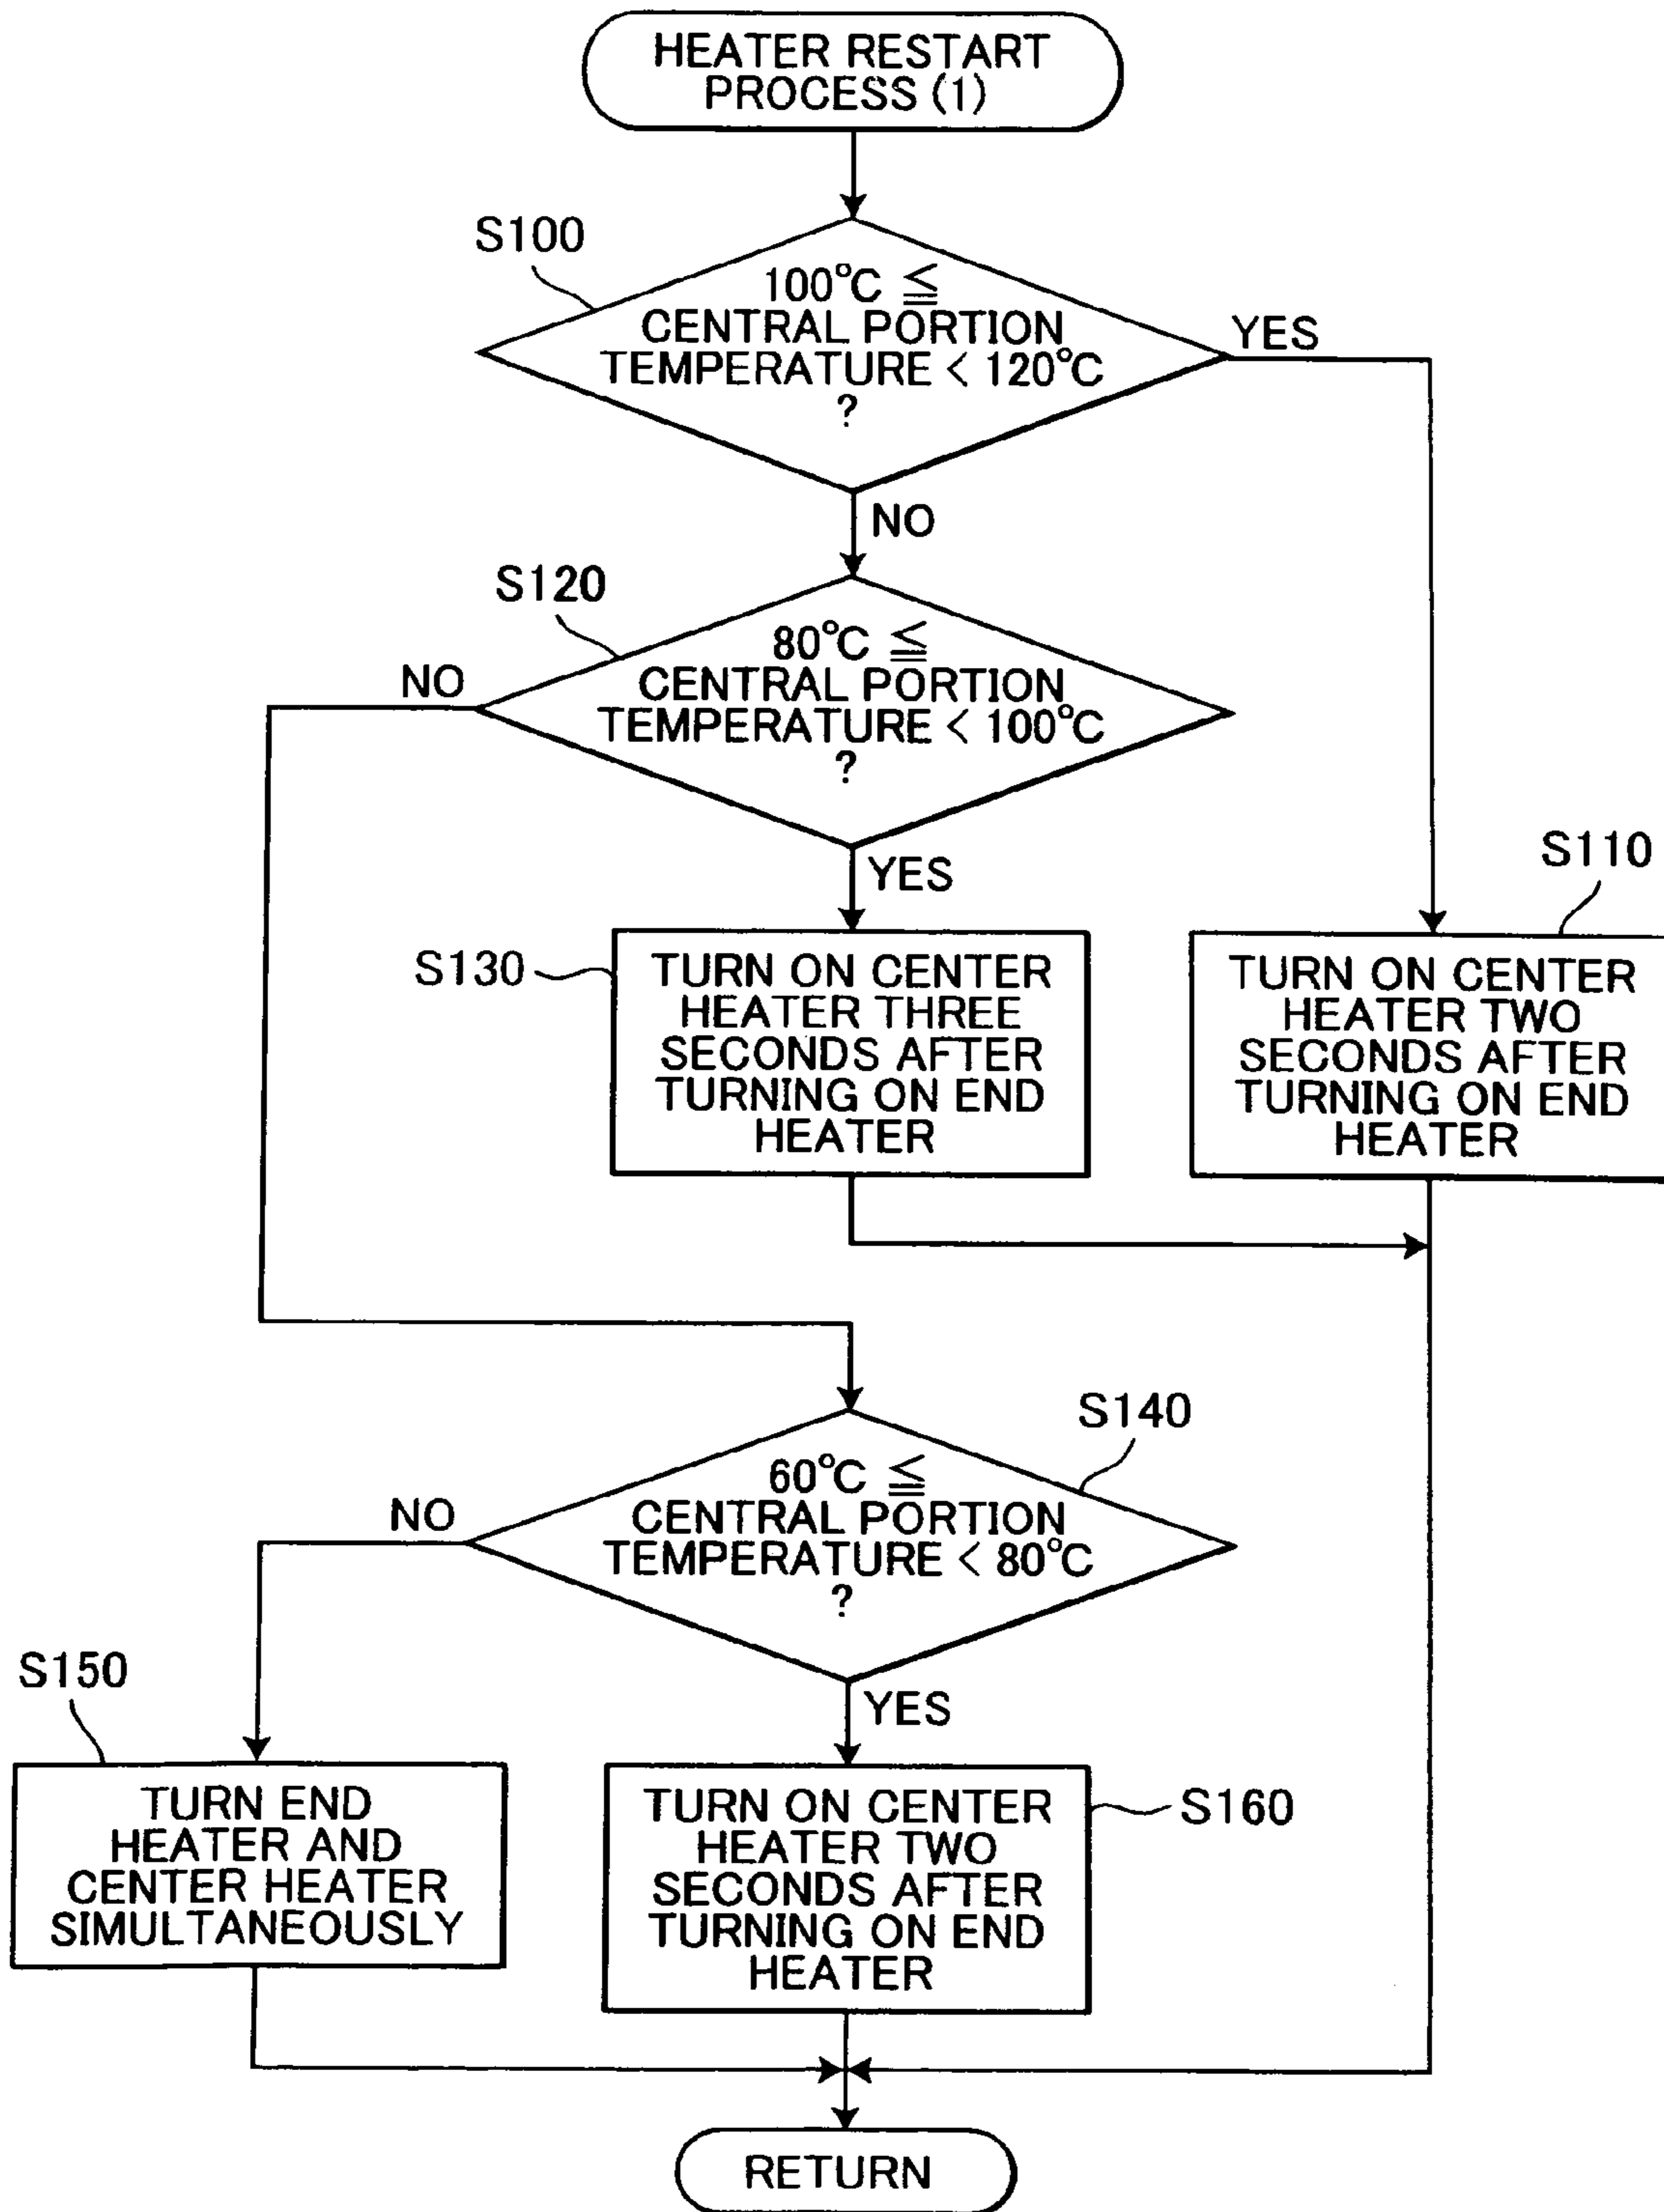 HEATER RESTART
PROCESS (1)
S100
100°C ≦
CENTRAL PORTION
TEMPERATURE < 120°C
?
YES
NO
S120
80°C ≦
CENTRAL PORTION
TEMPERATURE < 100°C
?
NO
YES
S110
S130
TURN ON CENTER
HEATER THREE
SECONDS AFTER
TURNING ON END
HEATER
TURN ON CENTER
HEATER TWO
SECONDS AFTER
TURNING ON END
HEATER
S140
60°C ≦
CENTRAL PORTION
TEMPERATURE < 80°C
?
NO
YES
S150
TURN END
HEATER AND
CENTER HEATER
SIMULTANEOUSLY
TURN ON CENTER
HEATER TWO
SECONDS AFTER
TURNING ON END
HEATER
S160
RETURN